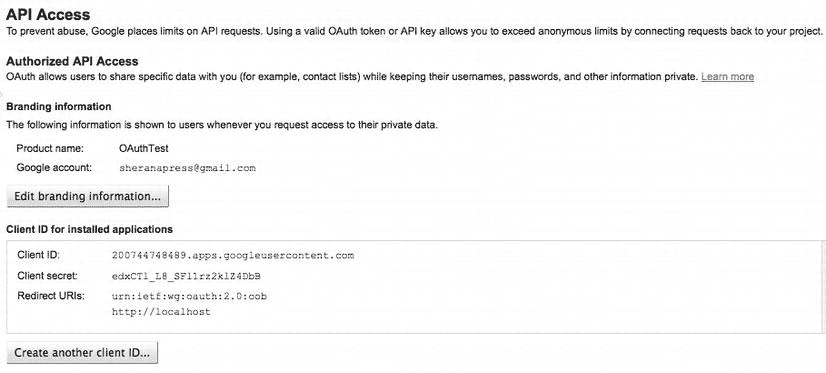 API Access
To prevent abuse, Google places limits on API requests. Using a valid OAuth token or API key allows you to exceed anonymous limits by connecting requests back to your project.
Authorized API Access
OAuth allows users to share specific data with you (for example, contact lists) while keeping their usernames, passwords, and other information private. Learn more
Branding information
The following information is shown to users whenever you request access to their private data.
Product name: OAuthTest
Google account: sheranapress@gmail.com
Edit branding information...
Client ID for installed applications
Client ID: 200744748489.apps.googleusercontent.com
Client secret: edxCTl_L8_SFl1rz2klZ4DbB
Redirect URIs: urn:ietf:wg:oauth:2.0:oob
http://localhost
Create another client ID...